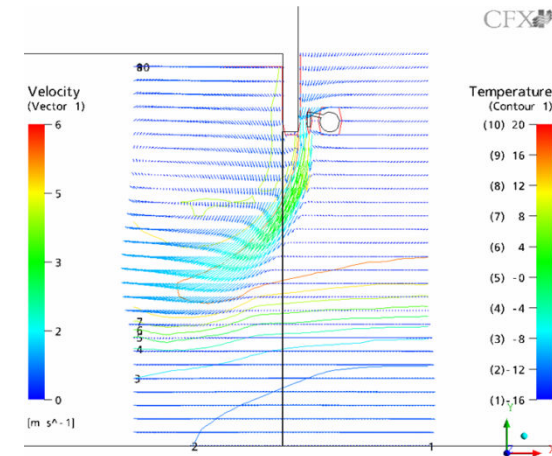 CFX
Velocity
(Vector 1)
6
5
3
2
0
[m s^-1]
Temperature
(Contour 1)
(10) 20
(9) 16
(8) 12
(7) 8
(6) 4
(5) -0
(4) -4
(3) -8
(2) -12
(1) -16
7
6
5
4
3
2
1
Y
X